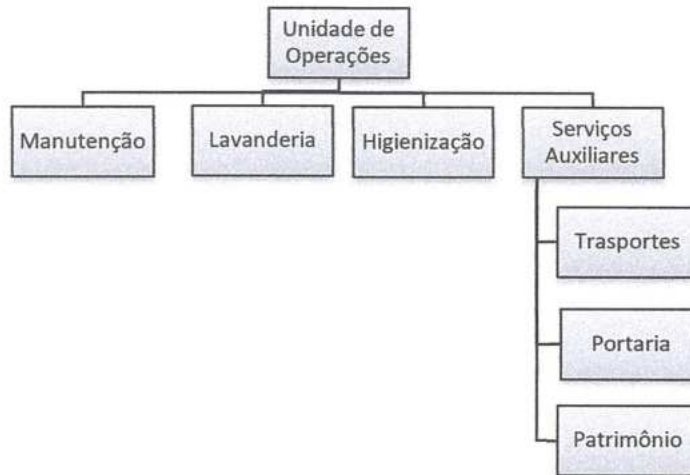 Unidade de
Operações
Manutenção
Lavanderia
Higienização
Serviços
Auxiliares
Trasportes
Portaria
Patrimônio